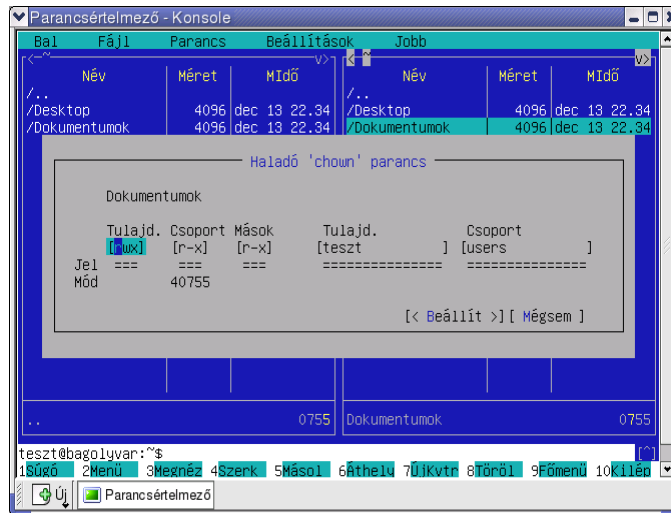 Parancsértelmező - Konsole
Bal Fájl Parancs Beállítások Jobb
<-~ v> < ~ v>
Név Méret MIdő Név Méret MIdő
/.. /..
/Desktop 4096 dec 13 22.34 /Desktop 4096 dec 13 22.34
/Dokumentumok 4096 dec 13 22.34 /Dokumentumok 4096 dec 13 22.34
Haladó 'chown' parancs
Dokumentumok
Tulajd. Csoport Mások Tulajd. Csoport
[rwx] [r-x] [r-x] [teszt ] [users ]
Jel === === === =============== ===============
Mód 40755
[< Beállít >] [ Mégsem ]
.. 0755 Dokumentumok 0755
teszt@bagolyvar:~$ [^]
1Súgó 2Menü 3Megnéz 4Szerk 5Másol 6Áthely 7ÚjKvtr 8Töröl 9Főmenü 10Kilép
Új Parancsértelmező